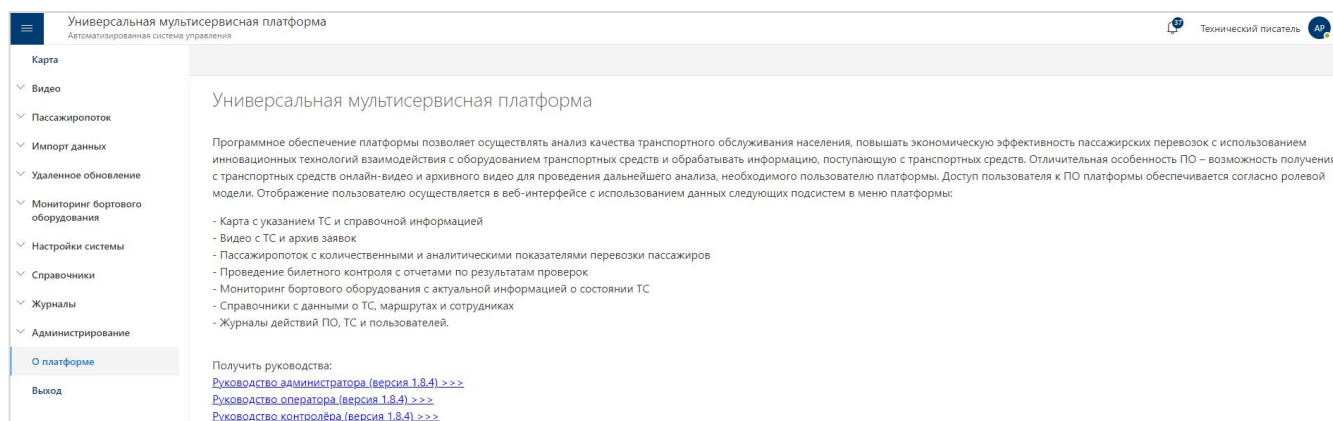 Универсальная мультисервисная платформа
Автоматизированная система управления
37
Технический писатель
АР
Карта
Видео
Пассажиропоток
Импорт данных
Удаленное обновление
Мониторинг бортового
оборудования
Настройки системы
Справочники
Журналы
Администрирование
О платформе
Выход
Универсальная мультисервисная платформа
Программное обеспечение платформы позволяет осуществлять анализ качества транспортного обслуживания населения, повышать экономическую эффективность пассажирских перевозок с использованием
инновационных технологий взаимодействия с оборудованием транспортных средств и обрабатывать информацию, поступающую с транспортных средств. Отличительная особенность ПО – возможность получения
с транспортных средств онлайн-видео и архивного видео для проведения дальнейшего анализа, необходимого пользователю платформы. Доступ пользователя к ПО платформы обеспечивается согласно ролевой
модели. Отображение пользователю осуществляется в веб-интерфейсе с использованием данных следующих подсистем в меню платформы:
- Карта с указанием ТС и справочной информацией
- Видео с ТС и архив заявок
- Пассажиропоток с количественными и аналитическими показателями перевозки пассажиров
- Проведение билетного контроля с отчетами по результатам проверок
- Мониторинг бортового оборудования с актуальной информацией о состоянии ТС
- Справочники с данными о ТС, маршрутах и сотрудниках
- Журналы действий ПО, ТС и пользователей.
Получить руководства:
Руководство администратора (версия 1.8.4) >>>
Руководство оператора (версия 1.8.4) >>>
Руководство контролёра (версия 1.8.4) >>>